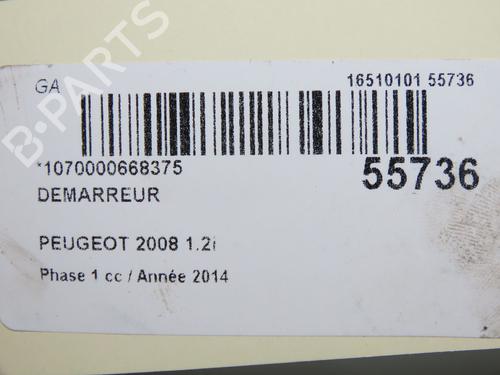 B-PARTS
GA
16510101 55736
*1070000668375
55736
DEMARREUR
PEUGEOT 2008 1.2i
Phase 1 cc / Année 2014